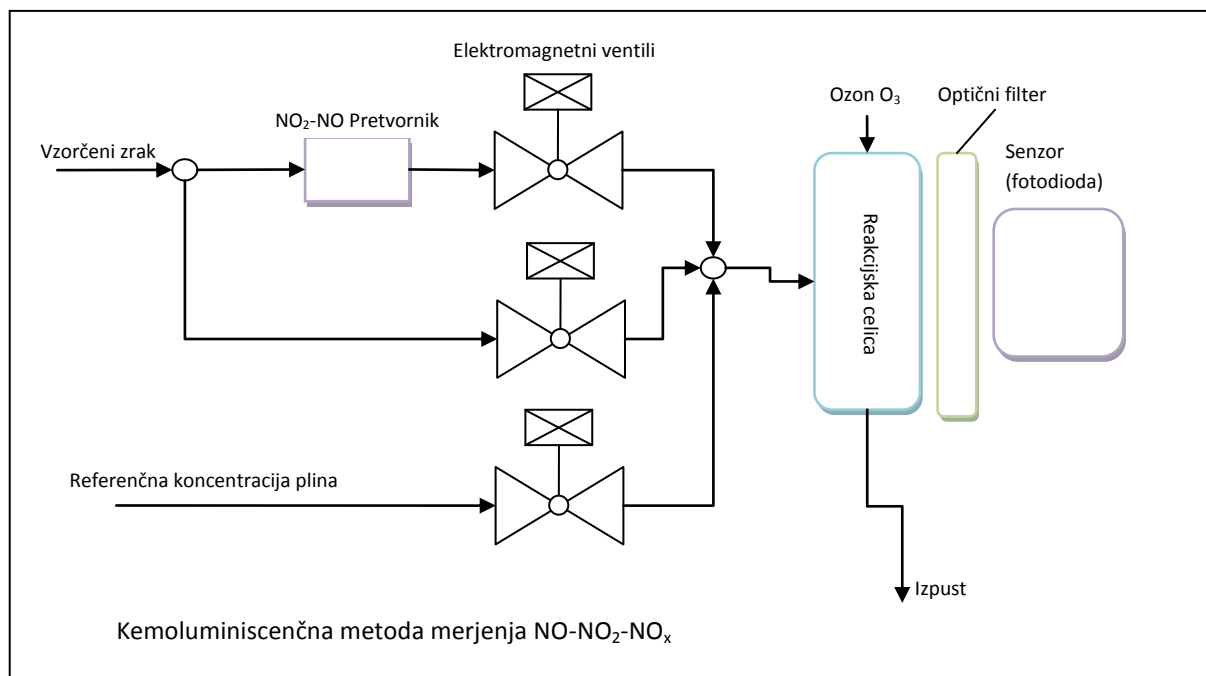 Elektromagnetni ventili
Ozon O₃
Optični filter
NO₂-NO Pretvornik
Vzorčeni zrak
Senzor
(fotodioda)
Reakcijska celica
Referenčna koncentracija plina
Izpust
Kemoluminiscenčna metoda merjenja NO-NO₂-NOₓ